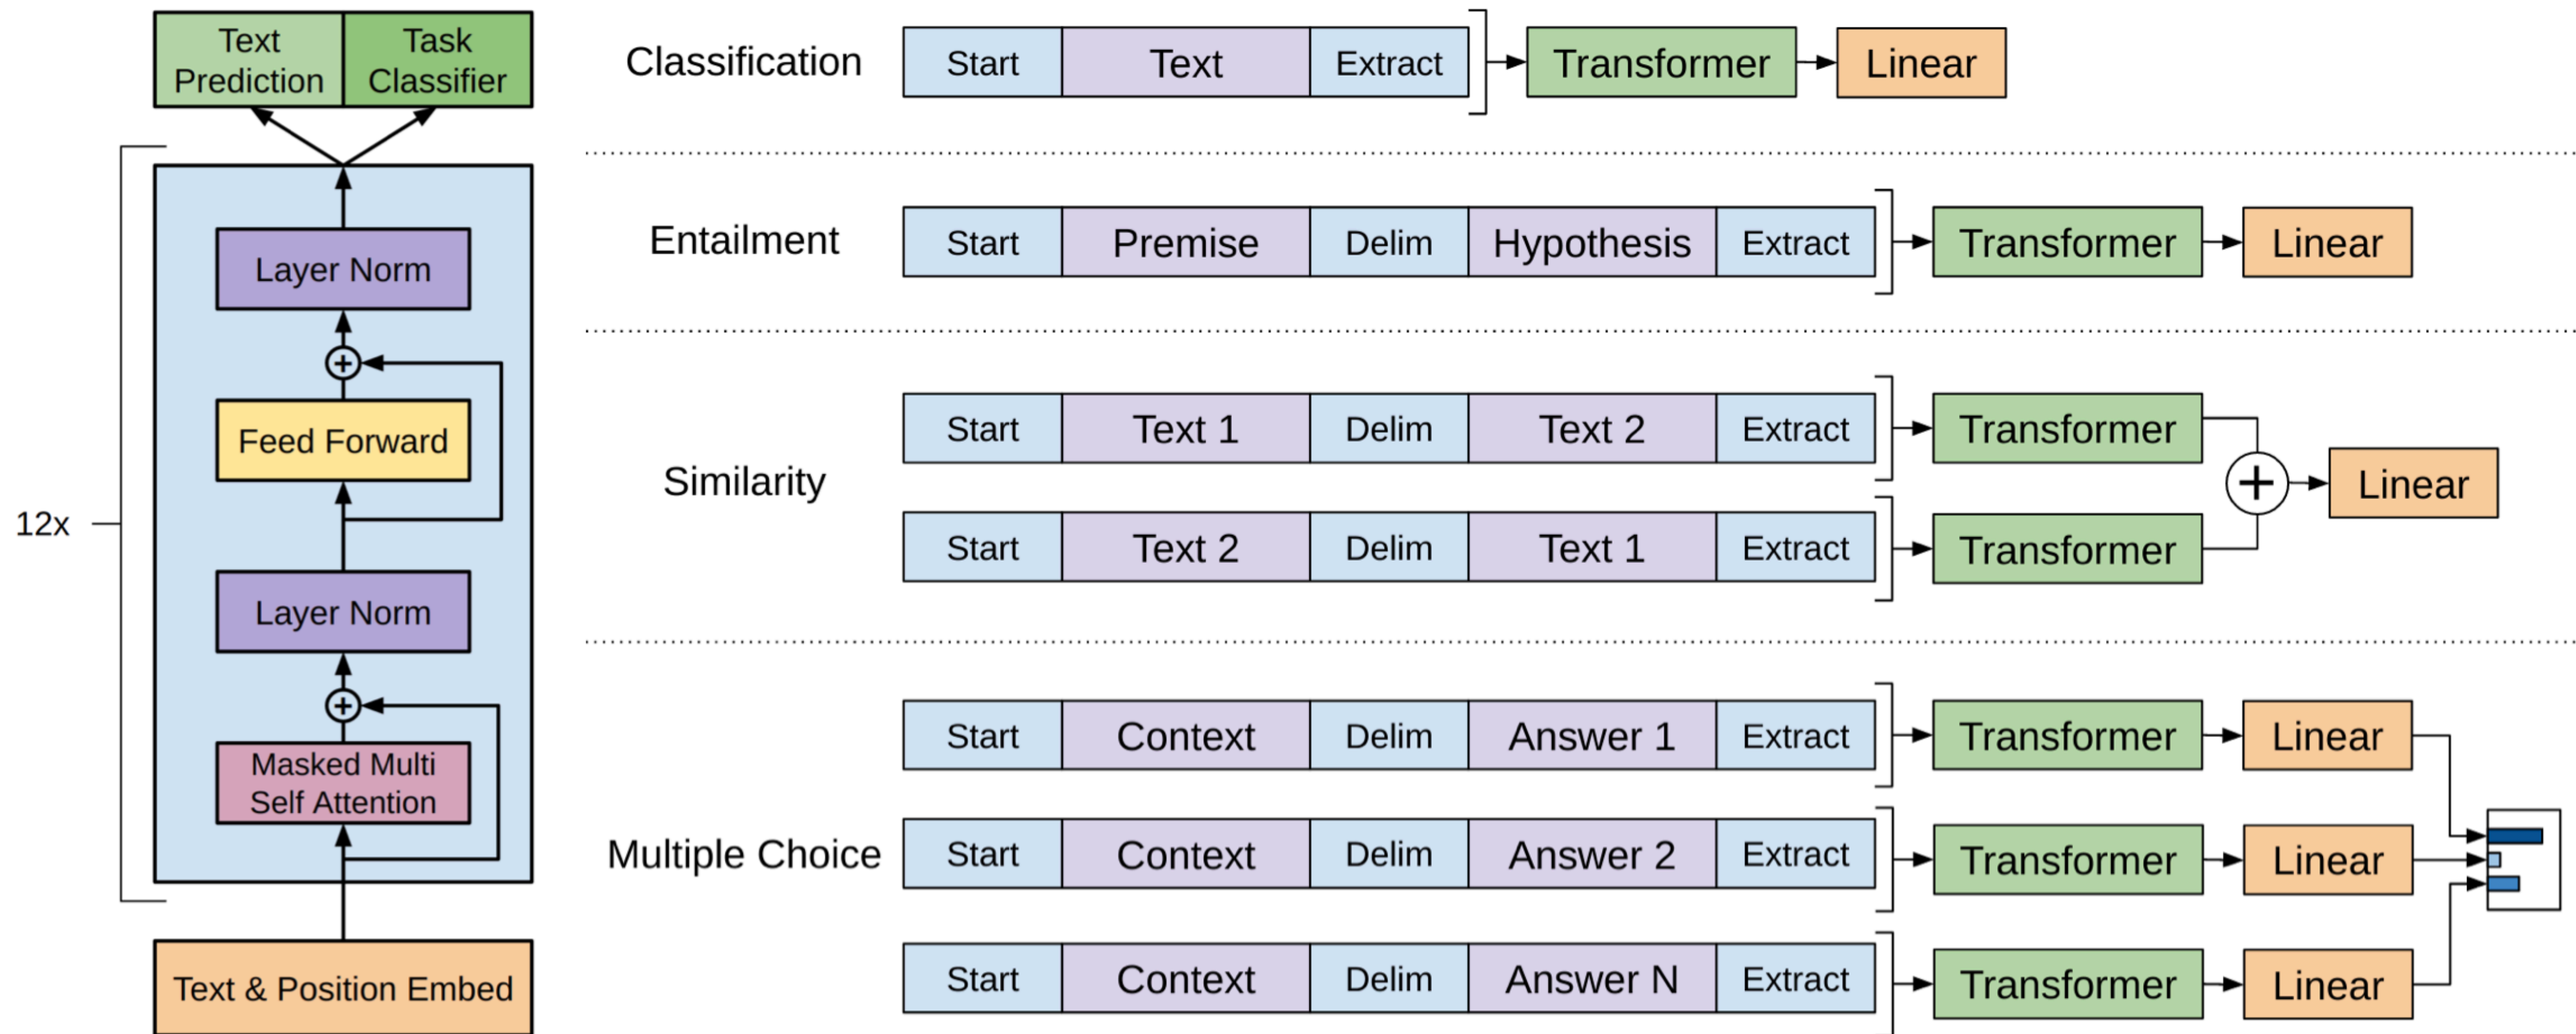 Text
Prediction
Task
Classifier
12x
Layer Norm
+
Feed Forward
Layer Norm
+
Masked Multi
Self Attention
Text & Position Embed
Classification
Start Text Extract Transformer Linear
Entailment
Start Premise Delim Hypothesis Extract Transformer Linear
Similarity
Start Text 1 Delim Text 2 Extract Transformer
+ Linear
Start Text 2 Delim Text 1 Extract Transformer
Multiple Choice
Start Context Delim Answer 1 Extract Transformer Linear
Start Context Delim Answer 2 Extract Transformer Linear
Start Context Delim Answer N Extract Transformer Linear